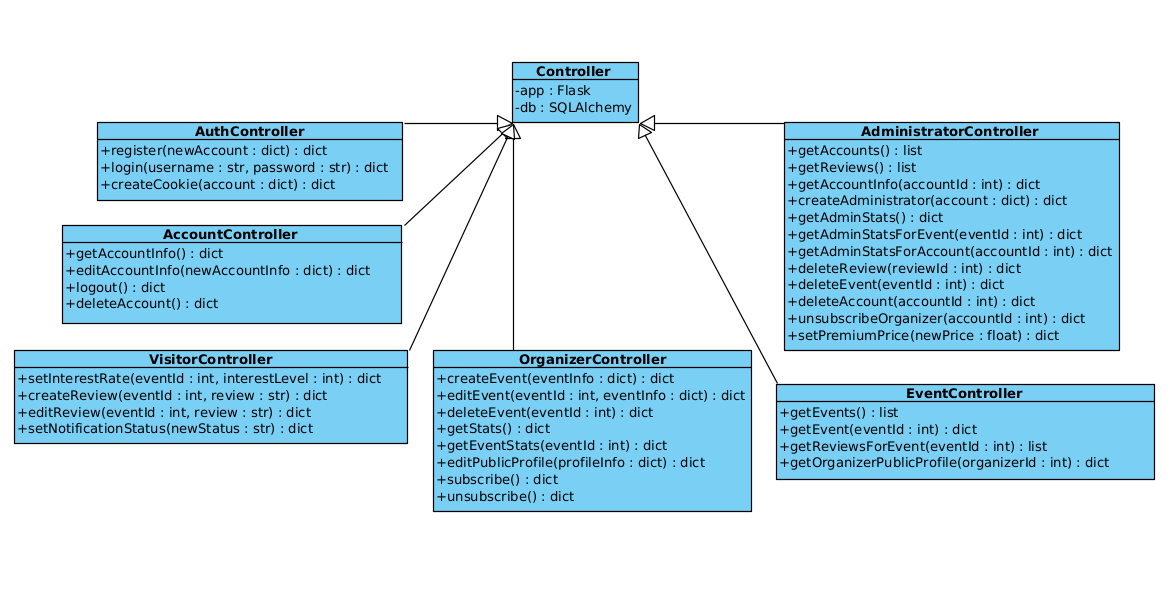 Controller
-app : Flask
-db : SQLAlchemy
AuthController
+register(newAccount : dict) : dict
+login(username : str, password : str) : dict
+createCookie(account : dict) : dict
AccountController
+getAccountInfo() : dict
+editAccountInfo(newAccountInfo : dict) : dict
+logout() : dict
+deleteAccount() : dict
VisitorController
+setInterestRate(eventId : int, interestLevel : int) : dict
+createReview(eventId : int, review : str) : dict
+editReview(eventId : int, review : str) : dict
+setNotificationStatus(newStatus : str) : dict
OrganizerController
+createEvent(eventInfo : dict) : dict
+editEvent(eventId : int, eventInfo : dict) : dict
+deleteEvent(eventId : int) : dict
+getStats() : dict
+getEventStats(eventId : int) : dict
+editPublicProfile(profileInfo : dict) : dict
+subscribe() : dict
+unsubscribe() : dict
AdministratorController
+getAccounts() : list
+getReviews() : list
+getAccountInfo(accountId : int) : dict
+createAdministrator(account : dict) : dict
+getAdminStats() : dict
+getAdminStatsForEvent(eventId : int) : dict
+getAdminStatsForAccount(accountId : int) : dict
+deleteReview(reviewId : int) : dict
+deleteEvent(eventId : int) : dict
+deleteAccount(accountId : int) : dict
+unsubscribeOrganizer(accountId : int) : dict
+setPremiumPrice(newPrice : float) : dict
EventController
+getEvents() : list
+getEvent(eventId : int) : dict
+getReviewsForEvent(eventId : int) : list
+getOrganizerPublicProfile(organizerId : int) : dict